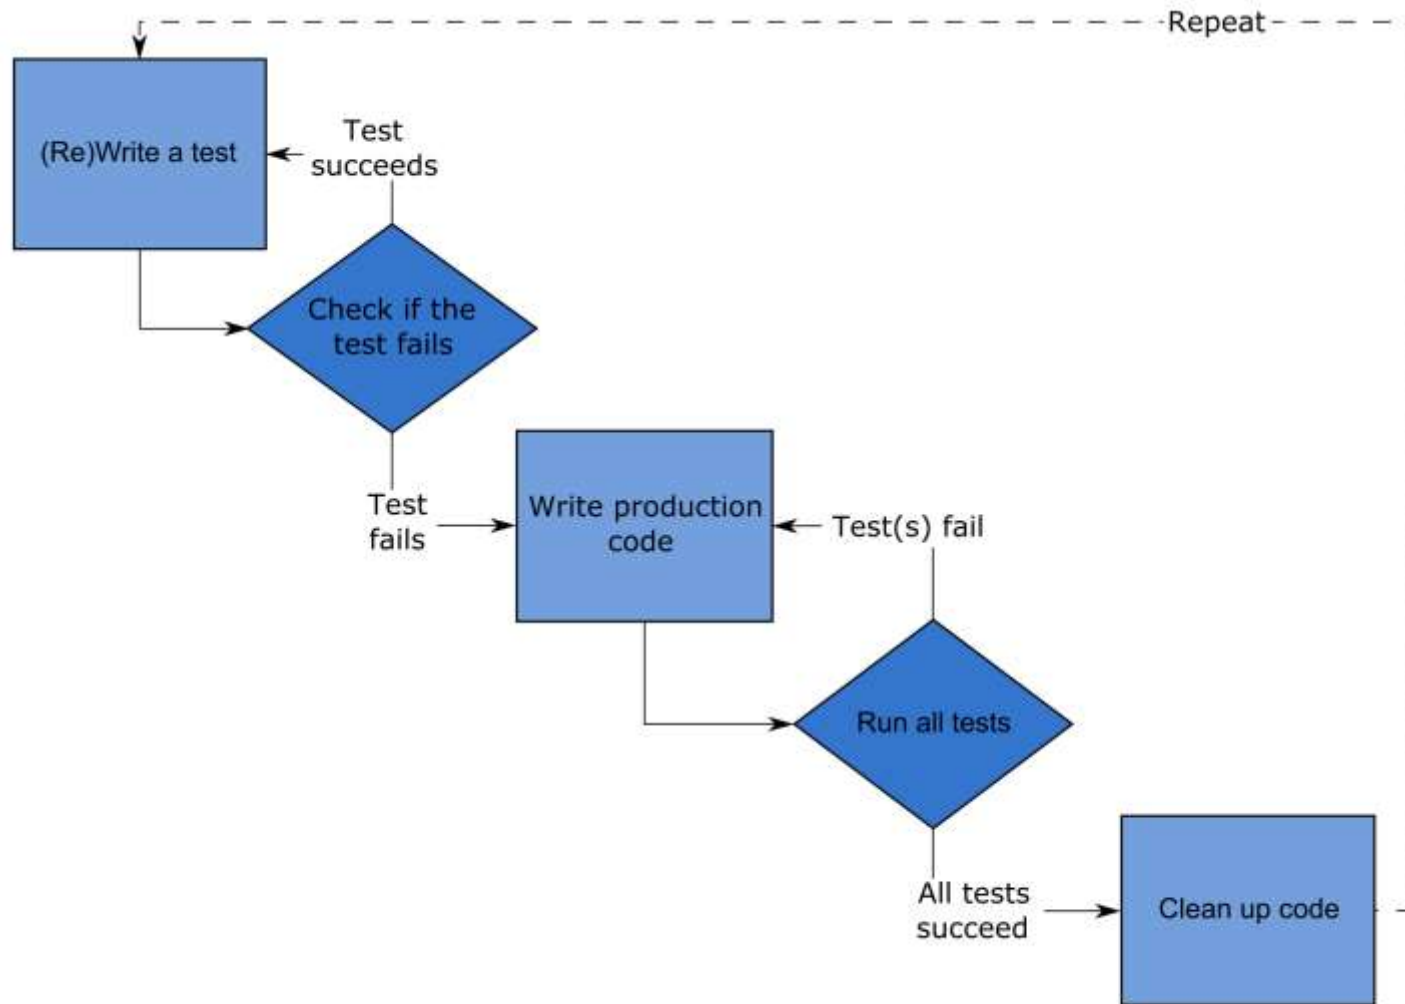 Repeat
(Re)Write a test
Test
succeeds
Check if the
test fails
Test
fails
Write production
code
Test(s) fail
Run all tests
All tests
succeed
Clean up code